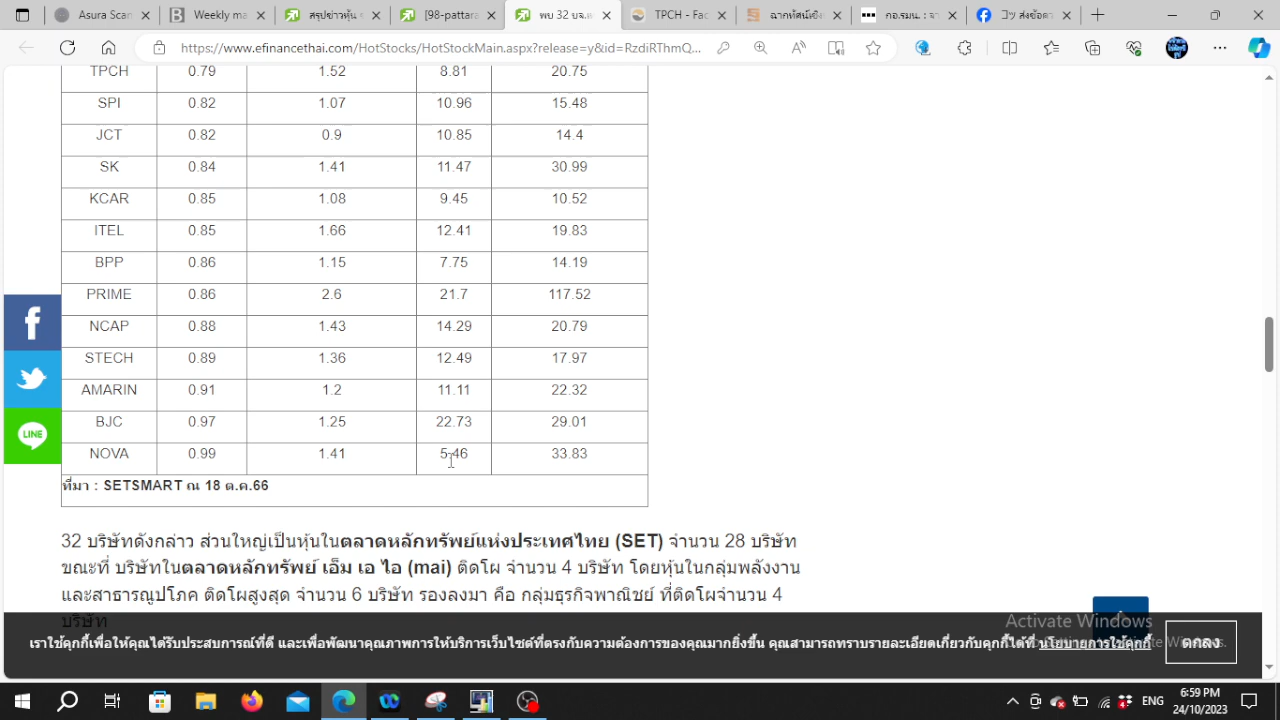 Asura Scan
Weekly ma
สรุปข่าวหุ้น
[98-pattara
พบ 32 บจ.ห
TPCH - Fac
ฉากทัศน์เชิง
กอ.รมน. : จา
ส่งข้อคว
https://www.efinancethai.com/HotStocks/HotStockMain.aspx?release=y&id=RzdiRThmQ...
TPCH 0.79 1.52 8.81 20.75
SPI 0.82 1.07 10.96 15.48
JCT 0.82 0.9 10.85 14.4
SK 0.84 1.41 11.47 30.99
KCAR 0.85 1.08 9.45 10.52
ITEL 0.85 1.66 12.41 19.83
BPP 0.86 1.15 7.75 14.19
PRIME 0.86 2.6 21.7 117.52
NCAP 0.88 1.43 14.29 20.79
STECH 0.89 1.36 12.49 17.97
AMARIN 0.91 1.2 11.11 22.32
BJC 0.97 1.25 22.73 29.01
NOVA 0.99 1.41 5.46 33.83
ที่มา : SETSMART ณ 18 ต.ค.66
LINE
32 บริษัทดังกล่าว ส่วนใหญ่เป็นหุ้นในตลาดหลักทรัพย์แห่งประเทศไทย (SET) จำนวน 28 บริษัท
ขณะที่ บริษัทในตลาดหลักทรัพย์ เอ็ม เอ ไอ (mai) ติดโผ จำนวน 4 บริษัท โดยหุ้นในกลุ่มพลังงาน
และสาธารณูปโภค ติดโผสูงสุด จำนวน 6 บริษัท รองลงมา คือ กลุ่มธุรกิจพาณิชย์ ที่ติดโผจำนวน 4
บริษัท
Activate Windows
เราใช้คุกกี้เพื่อให้คุณได้รับประสบการณ์ที่ดี และเพื่อพัฒนาคุณภาพการให้บริการเว็บไซต์ที่ตรงกับความต้องการของคุณมากยิ่งขึ้น คุณสามารถทราบรายละเอียดเกี่ยวกับคุกกี้ได้ที่ นโยบายการใช้คุกกี้
ตกลง
ENG
6:59 PM
24/10/2023